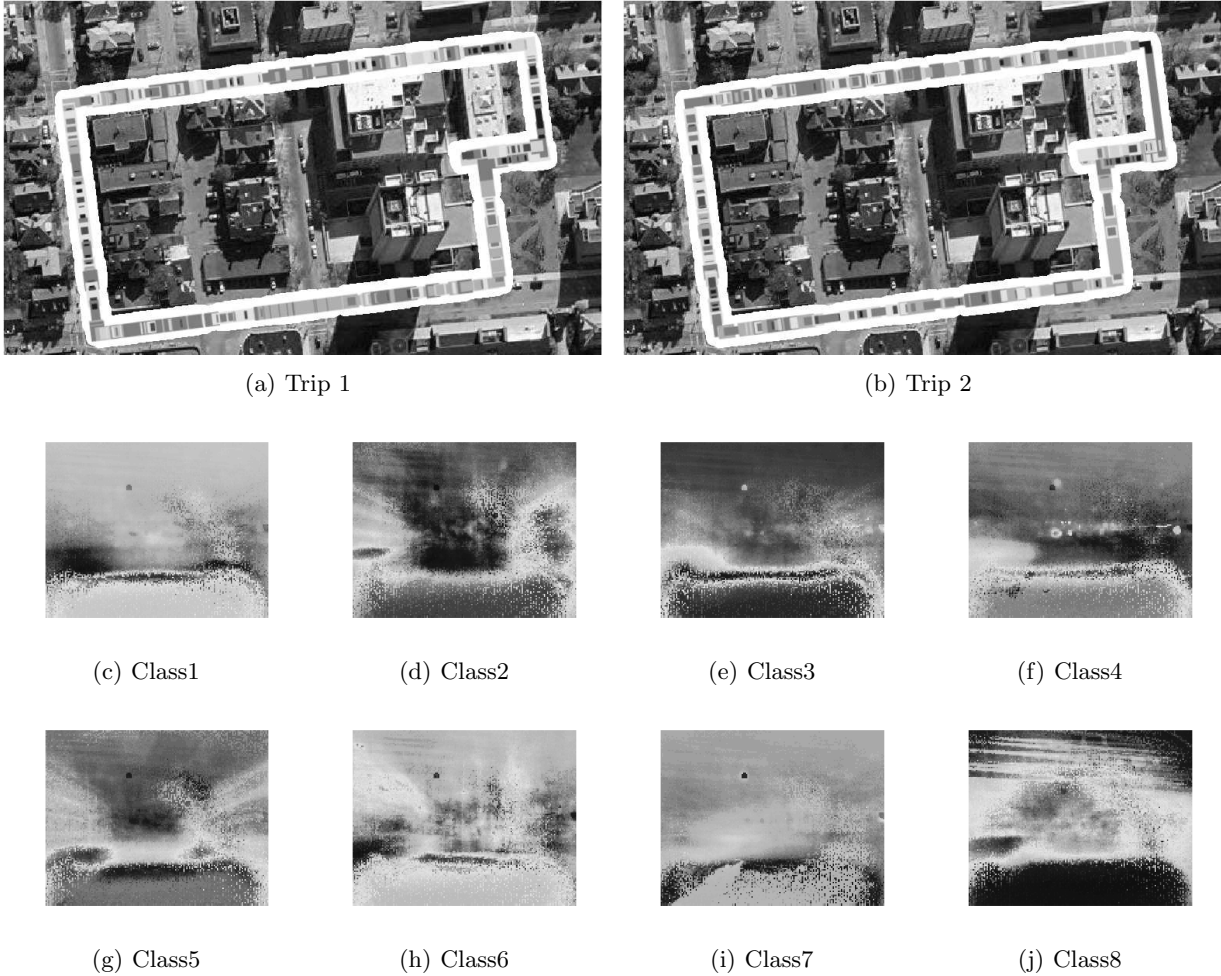 (a) Trip 1
(b) Trip 2
(c) Class1
(d) Class2
(e) Class3
(f) Class4
(g) Class5
(h) Class6
(i) Class7
(j) Class8